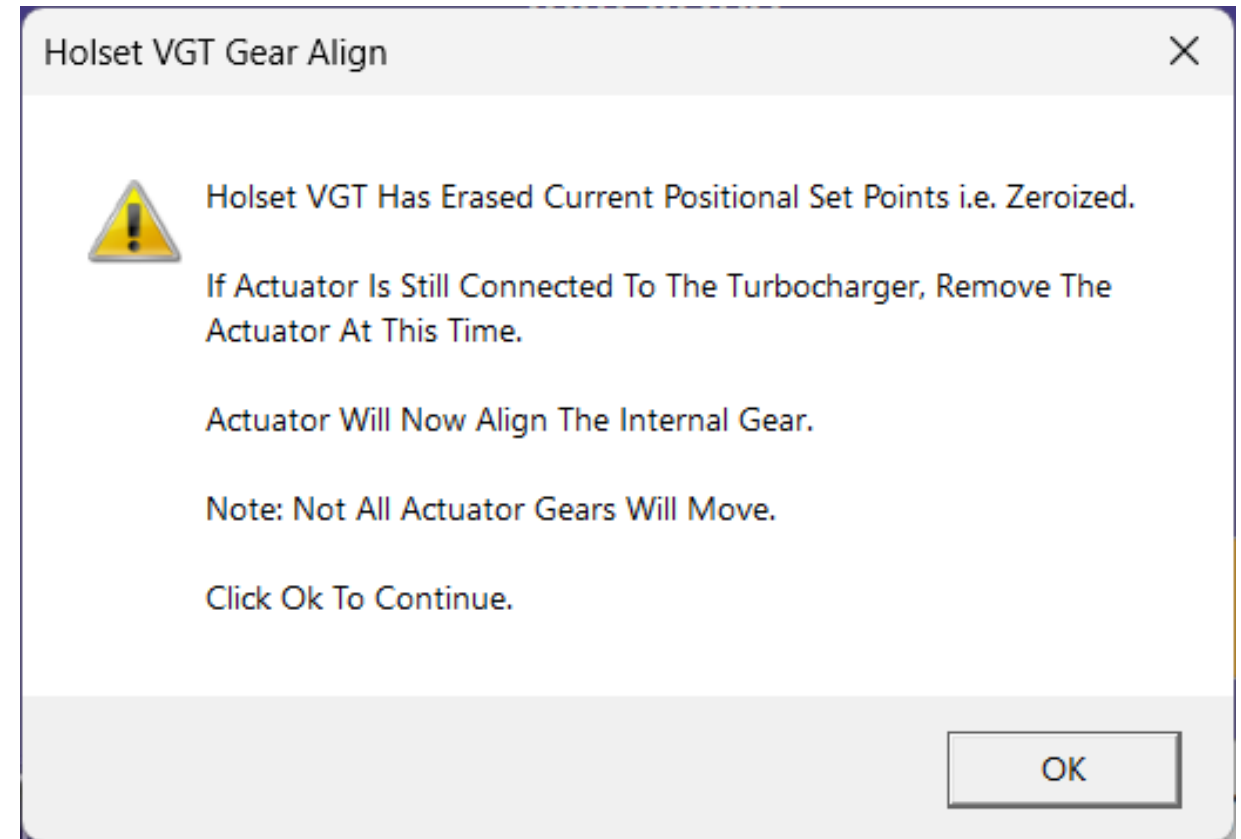 Holset VGT Gear Align
Holset VGT Has Erased Current Positional Set Points i.e. Zeroized.
If Actuator Is Still Connected To The Turbocharger, Remove The
Actuator At This Time.
Actuator Will Now Align The Internal Gear.
Note: Not All Actuator Gears Will Move.
Click Ok To Continue.
OK